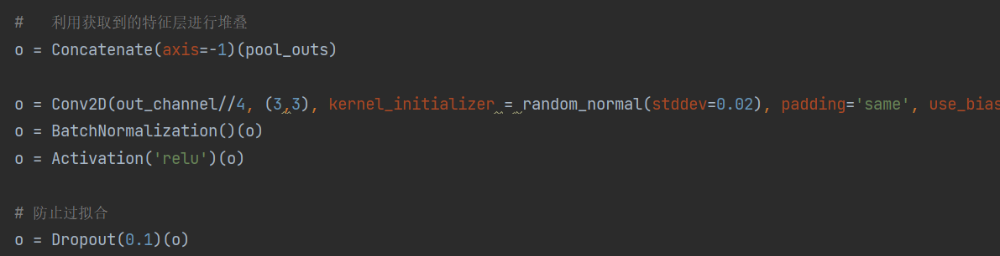 #   利用获取到的特征层进行堆叠
o = Concatenate(axis=-1)(pool_outs)
o = Conv2D(out_channel//4, (3,3), kernel_initializer = random_normal(stddev=0.02), padding='same', use_bias
o = BatchNormalization()(o)
o = Activation('relu')(o)
# 防止过拟合
o = Dropout(0.1)(o)